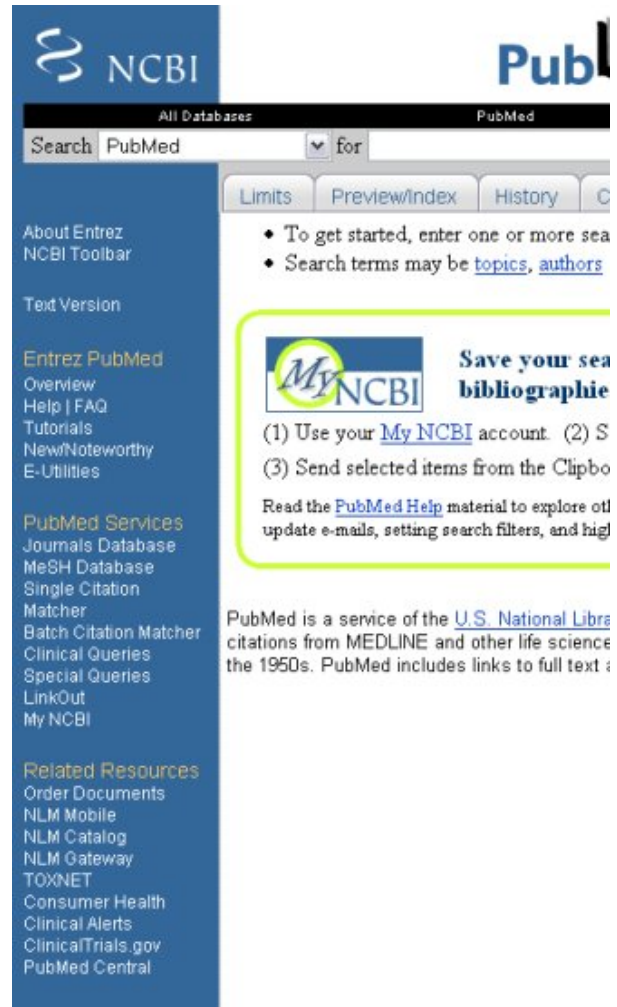 NCBI
Pub
All Databases PubMed
Search PubMed for
Limits Preview/Index History C
About Entrez
NCBI Toolbar
Text Version
Entrez PubMed
Overview
Help | FAQ
Tutorials
New/Noteworthy
E-Utilities
PubMed Services
Journals Database
MeSH Database
Single Citation
Matcher
Batch Citation Matcher
Clinical Queries
Special Queries
LinkOut
My NCBI
Related Resources
Order Documents
NLM Mobile
NLM Catalog
NLM Gateway
TOXNET
Consumer Health
Clinical Alerts
ClinicalTrials.gov
PubMed Central
• To get started, enter one or more sea
• Search terms may be topics, authors
My NCBI
Save your sea
bibliographie
(1) Use your My NCBI account. (2) S
(3) Send selected items from the Clipbo
Read the PubMed Help material to explore ot
update e-mails, setting search filters, and high
PubMed is a service of the U.S. National Libra
citations from MEDLINE and other life science
the 1950s. PubMed includes links to full text a